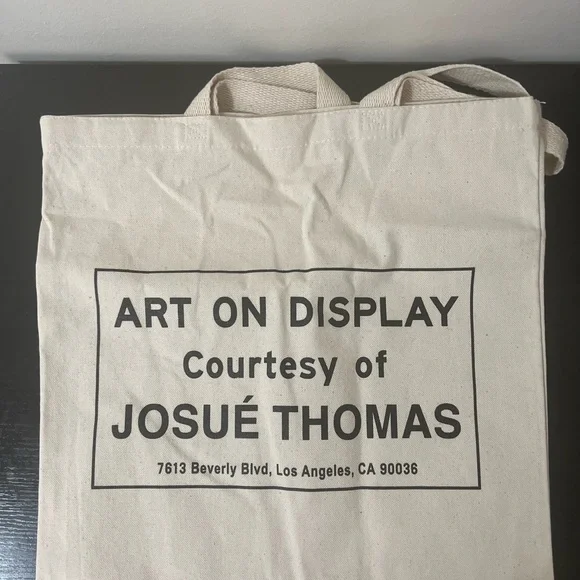 ART ON DISPLAY
Courtesy of
JOSUÉ THOMAS
7613 Beverly Blvd, Los Angeles, CA 90036